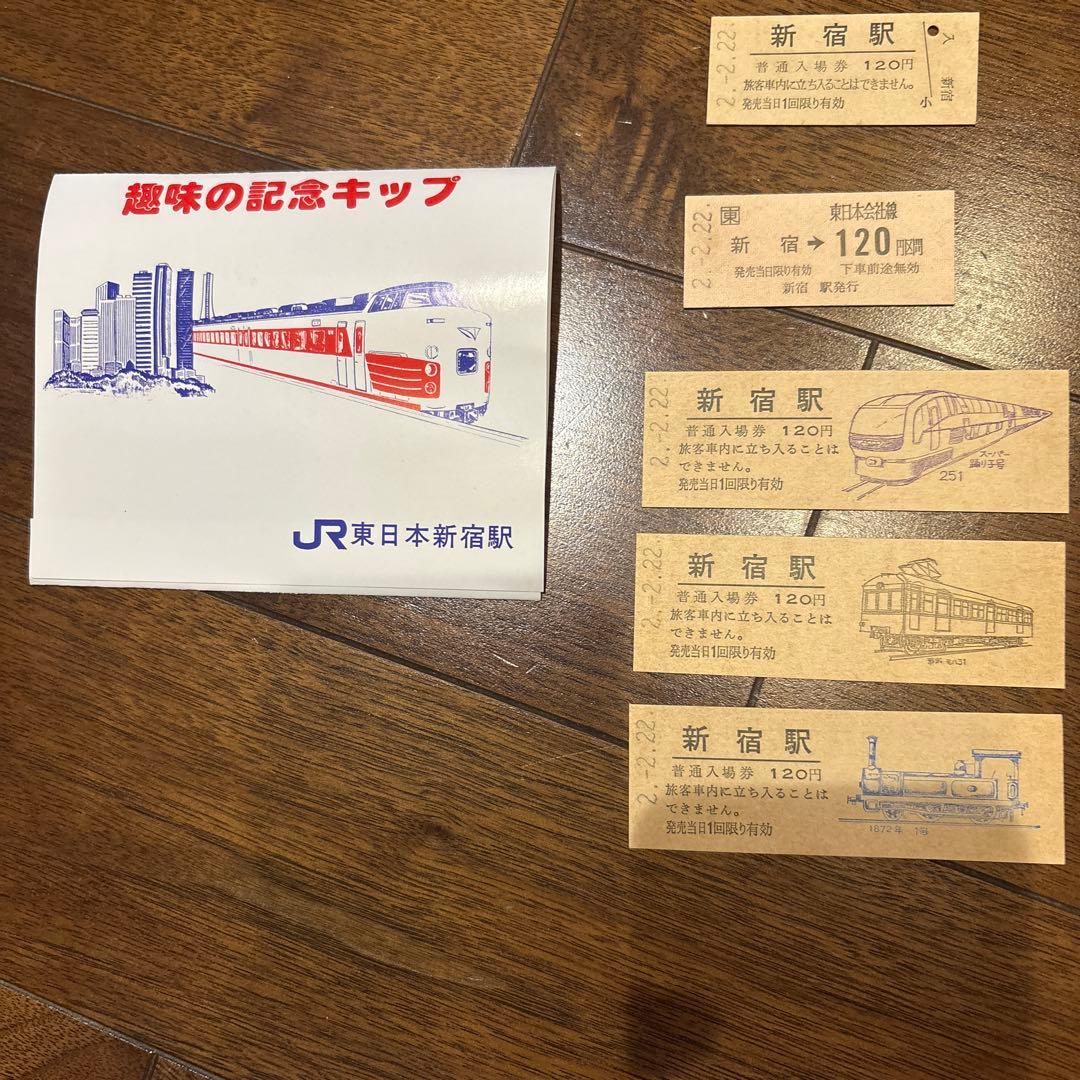 趣味の記念キップ
JR東日本新宿駅
2.-2.22.
新宿駅
普通入場券 120円
旅客車内に立ち入ることはできません。
発売当日1回限り有効
小
入 新宿
2.-2.22.
東 東日本会社線
新宿→120円区間
発売当日限り有効 下車前途無効
新宿 駅発行
2.-2.22.
新宿駅
普通入場券 120円
旅客車内に立ち入ることは
できません。
発売当日1回限り有効
スーパー
踊り子号
251
2.-2.22.
新宿駅
普通入場券 120円
旅客車内に立ち入ることは
できません。
発売当日1回限り有効
モハ31
2.-2.22
新宿駅
普通入場券 120円
旅客車内に立ち入ることは
できません。
発売当日1回限り有効
1872年 1号